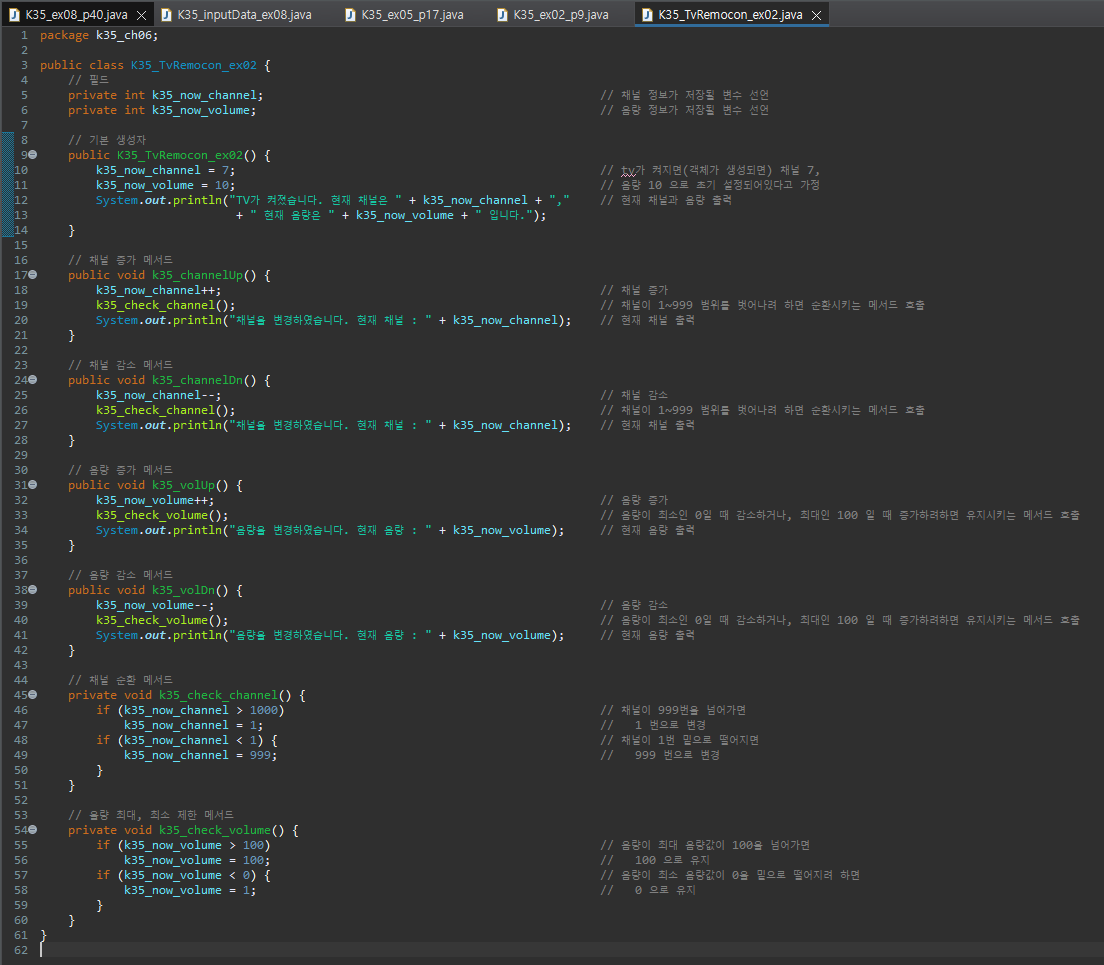 K35_ex08_p40.java K35_inputData_ex08.java K35_ex05_p17.java K35_ex02_p9.java K35_TvRemocon_ex02.java
1 package k35_ch06;
2
3 public class K35_TvRemocon_ex02 {
4 // 필드
5 private int k35_now_channel; // 채널 정보가 저장될 변수 선언
6 private int k35_now_volume; // 음량 정보가 저장될 변수 선언
7
8 // 기본 생성자
9 public K35_TvRemocon_ex02() {
10 k35_now_channel = 7; // tv가 켜지면(객체가 생성되면) 채널 7,
11 k35_now_volume = 10; // 음량 10 으로 초기 설정되어있다고 가정
12 System.out.println("TV가 켜졌습니다. 현재 채널은 " + k35_now_channel + "," // 현재 채널과 음량 출력
13 + " 현재 음량은 " + k35_now_volume + " 입니다.");
14 }
15
16 // 채널 증가 메서드
17 public void k35_channelUp() {
18 k35_now_channel++; // 채널 증가
19 k35_check_channel(); // 채널이 1~999 범위를 벗어나려 하면 순환시키는 메서드 호출
20 System.out.println("채널을 변경하였습니다. 현재 채널 : " + k35_now_channel); // 현재 채널 출력
21 }
22
23 // 채널 감소 메서드
24 public void k35_channelDn() {
25 k35_now_channel--; // 채널 감소
26 k35_check_channel(); // 채널이 1~999 범위를 벗어나려 하면 순환시키는 메서드 호출
27 System.out.println("채널을 변경하였습니다. 현재 채널 : " + k35_now_channel); // 현재 채널 출력
28 }
29
30 // 음량 증가 메서드
31 public void k35_volUp() {
32 k35_now_volume++; // 음량 증가
33 k35_check_volume(); // 음량이 최소인 0일 때 감소하거나, 최대인 100 일 때 증가하려하면 유지시키는 메서드 호출
34 System.out.println("음량을 변경하였습니다. 현재 음량 : " + k35_now_volume); // 현재 음량 출력
35 }
36
37 // 음량 감소 메서드
38 public void k35_volDn() {
39 k35_now_volume--; // 음량 감소
40 k35_check_volume(); // 음량이 최소인 0일 때 감소하거나, 최대인 100 일 때 증가하려하면 유지시키는 메서드 호출
41 System.out.println("음량을 변경하였습니다. 현재 음량 : " + k35_now_volume); // 현재 음량 출력
42 }
43
44 // 채널 순환 메서드
45 private void k35_check_channel() {
46 if (k35_now_channel > 1000) // 채널이 999번을 넘어가면
47 k35_now_channel = 1; // 1 번으로 변경
48 if (k35_now_channel < 1) { // 채널이 1번 밑으로 떨어지면
49 k35_now_channel = 999; // 999 번으로 변경
50 }
51 }
52
53 // 율량 최대, 최소 제한 메서드
54 private void k35_check_volume() {
55 if (k35_now_volume > 100) // 음량이 최대 음량값이 100을 넘어가면
56 k35_now_volume = 100; // 100 으로 유지
57 if (k35_now_volume < 0) { // 음량이 최소 음량값이 0을 밑으로 떨어지려 하면
58 k35_now_volume = 1; // 0 으로 유지
59 }
60 }
61 }
62